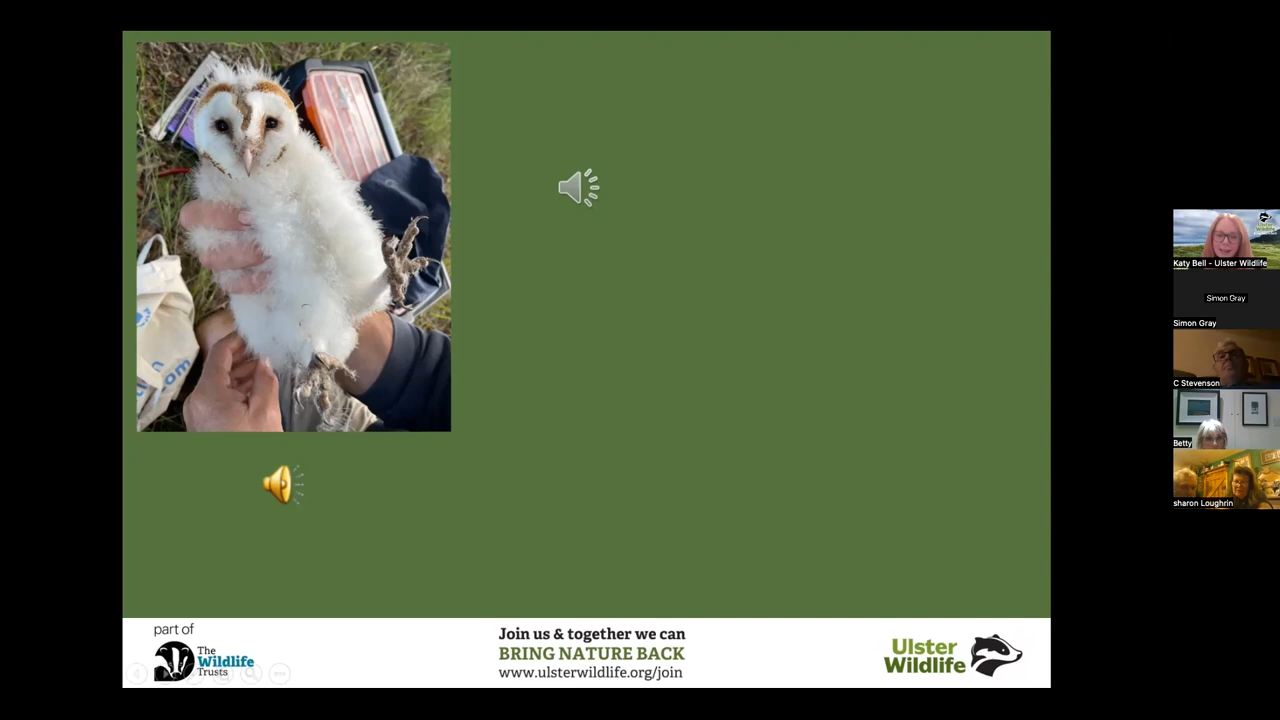 part of
The
Wildlife
Trusts
Join us & together we can
BRING NATURE BACK
www.ulsterwildlife.org/join
Ulster
Wildlife
Katy Bell - Ulster Wildlife
Simon Gray
Simon Gray
C Stevenson
Betty
sharon Loughrin